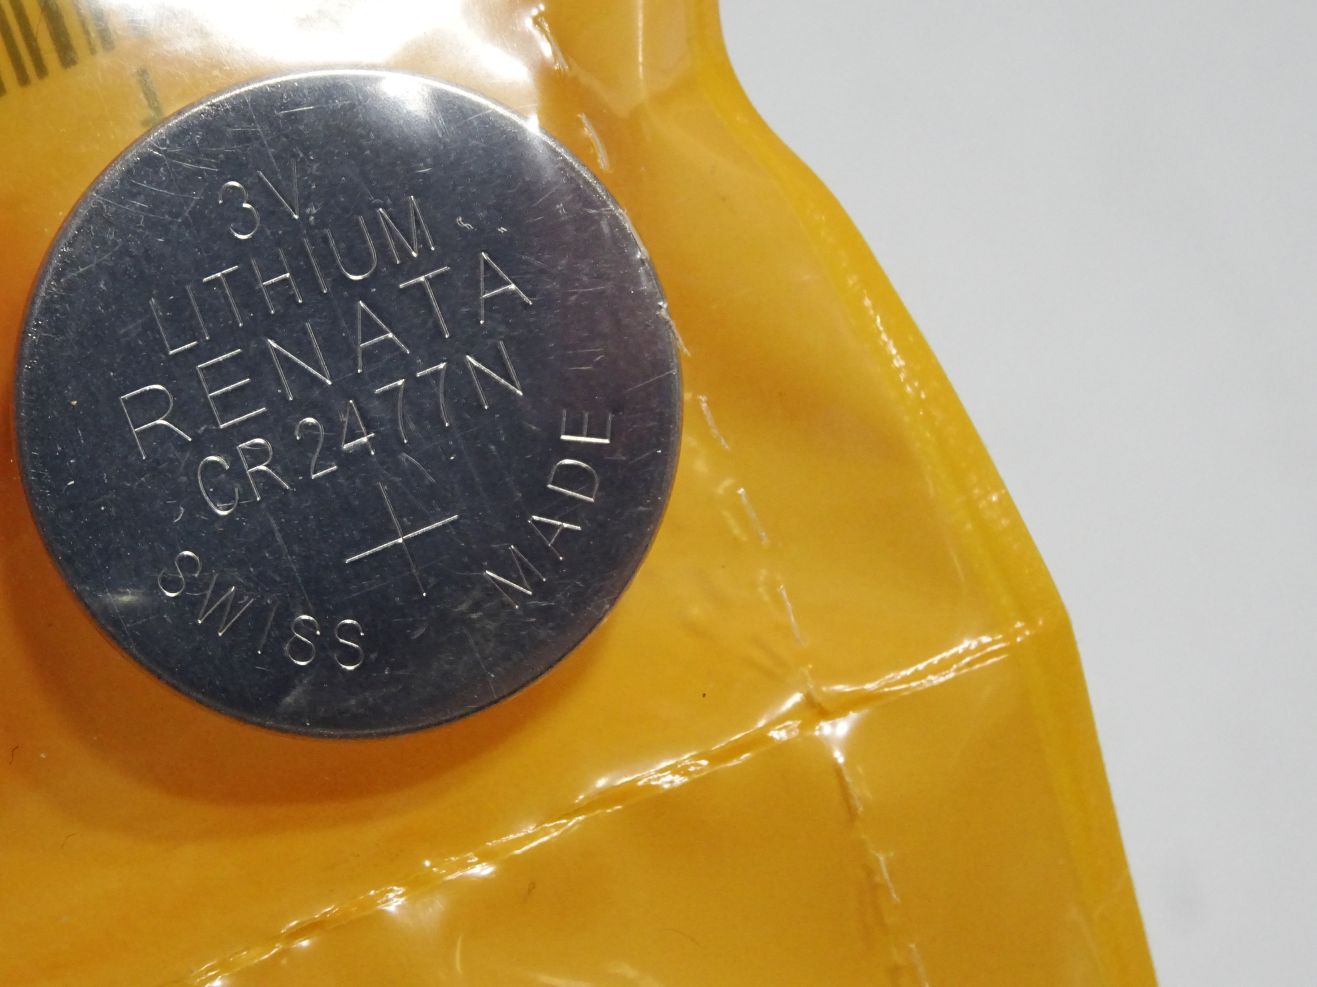 3V
LITHIUM
RENATA
CR2477N
+
SWISS MADE